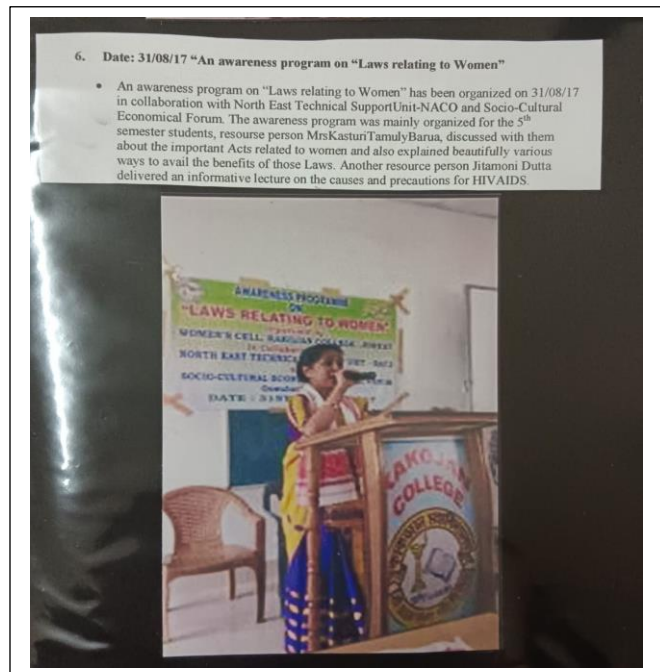 6. Date: 31/08/17 “An awareness program on “Laws relating to Women”
• An awareness program on “Laws relating to Women” has been organized on 31/08/17
in collaboration with North East Technical SupportUnit-NACO and Socio-Cultural
Economical Forum. The awareness program was mainly organized for the 5th
semester students, resourse person MrsKasturiTamulyBarua, discussed with them
about the important Acts related to women and also explained beautifully various
ways to avail the benefits of those Laws. Another resource person Jitamoni Dutta
delivered an informative lecture on the causes and precautions for HIVAIDS
AWARENESS PROGRAMME
ON
"LAWS RELATING TO WOMEN"
WOMEN'S CELL, KAKOJAN COLLEGE, JORHAT
NORTH EAST
SOCIO-CULTURAL
DATE :
KAKOJAN
COLLEGE